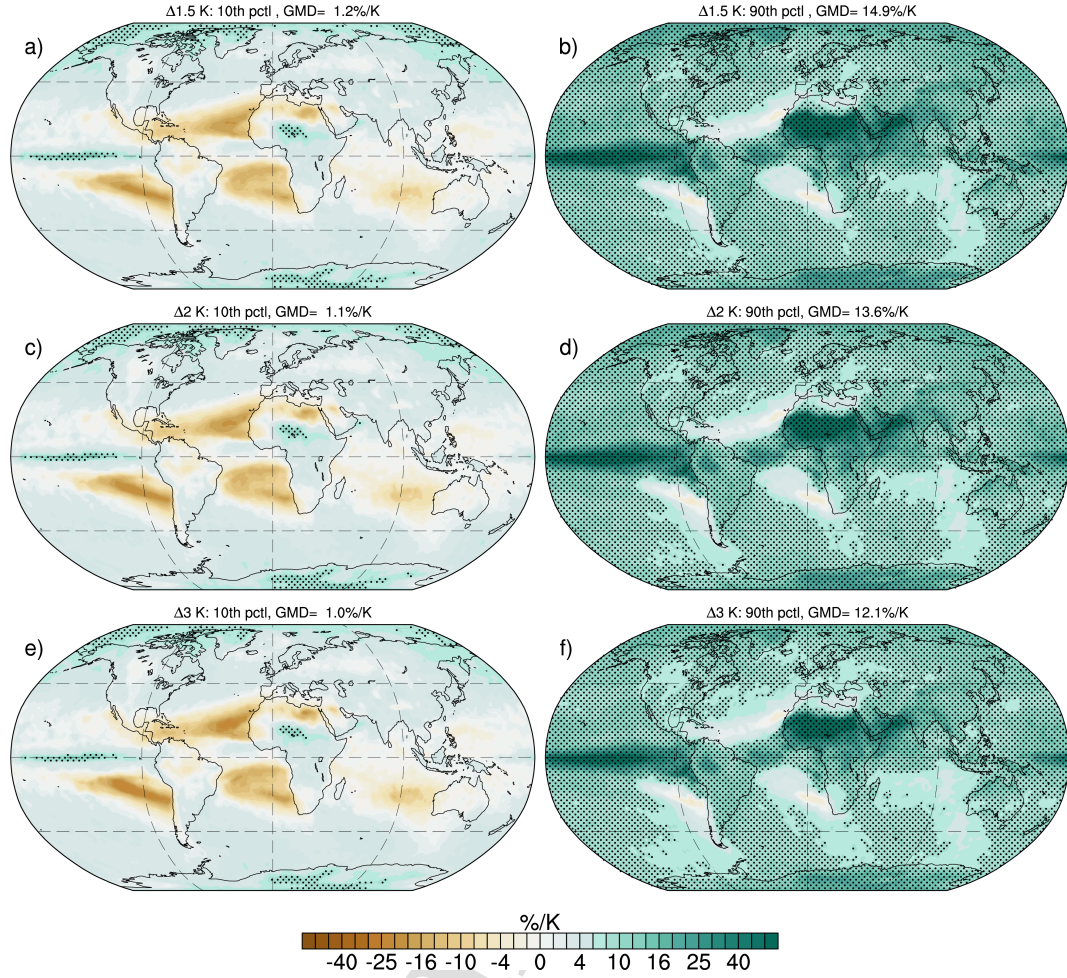 Δ1.5 K: 10th pctl , GMD= 1.2%/K
Δ1.5 K: 90th pctl , GMD= 14.9%/K
a)
b)
Δ2 K: 10th pctl, GMD= 1.1%/K
Δ2 K: 90th pctl, GMD= 13.6%/K
c)
d)
Δ3 K: 10th pctl, GMD= 1.0%/K
Δ3 K: 90th pctl, GMD= 12.1%/K
e)
f)
%/K
-40 -25 -16 -10 -4 0 4 10 16 25 40